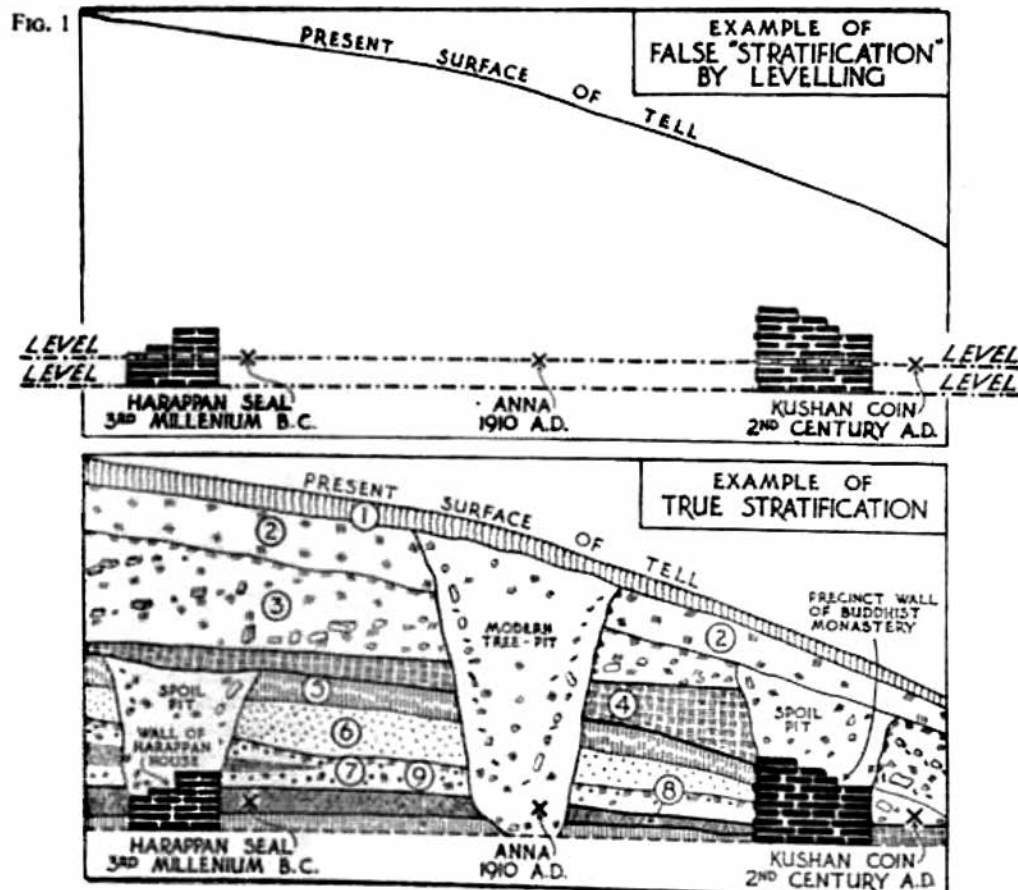 FIG. 1
EXAMPLE OF
FALSE "STRATIFICATION"
BY LEVELLING
PRESENT SURFACE OF TELL
LEVEL
LEVEL
LEVEL
LEVEL
HARAPPAN SEAL
3RD MILLENIUM B.C.
ANNA
1910 A.D.
KUSHAN COIN
2ND CENTURY A.D.
EXAMPLE OF
TRUE STRATIFICATION
PRESENT SURFACE OF TELL
1
2
3
MODERN
TREE-PIT
PRECINCT WALL
OF BUDDHIST
MONASTERY
2
3
5
4
SPOIL
PIT
SPOIL
PIT
6
WALL OF
HARAPPAN
HOUSE
7
9
8
HARAPPAN SEAL
3RD MILLENIUM B.C.
ANNA
1910 A.D.
KUSHAN COIN
2ND CENTURY A.D.